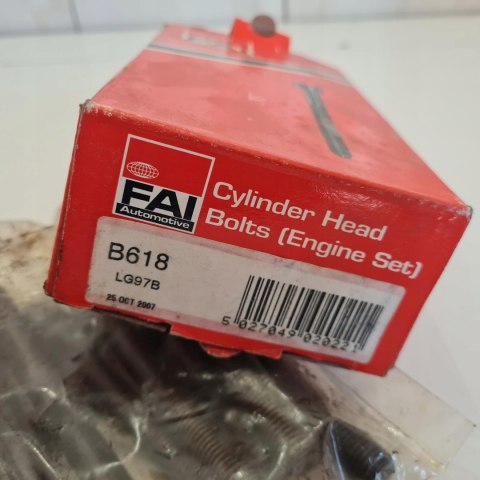 FAI
Automotive
Cylinder Head
Bolts (Engine Set)
B618
LG97B
25 OCT 2007
5 027049 020221